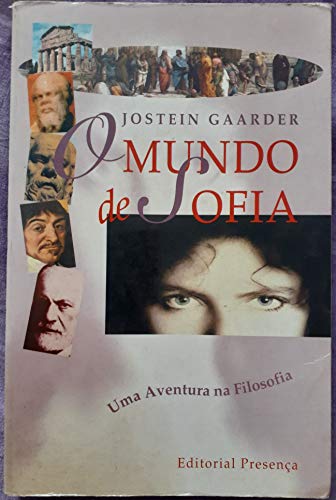 JOSTEIN GAARDER
O MUNDO
de SOFIA
Uma Aventura na Filosofia
Editorial Presença